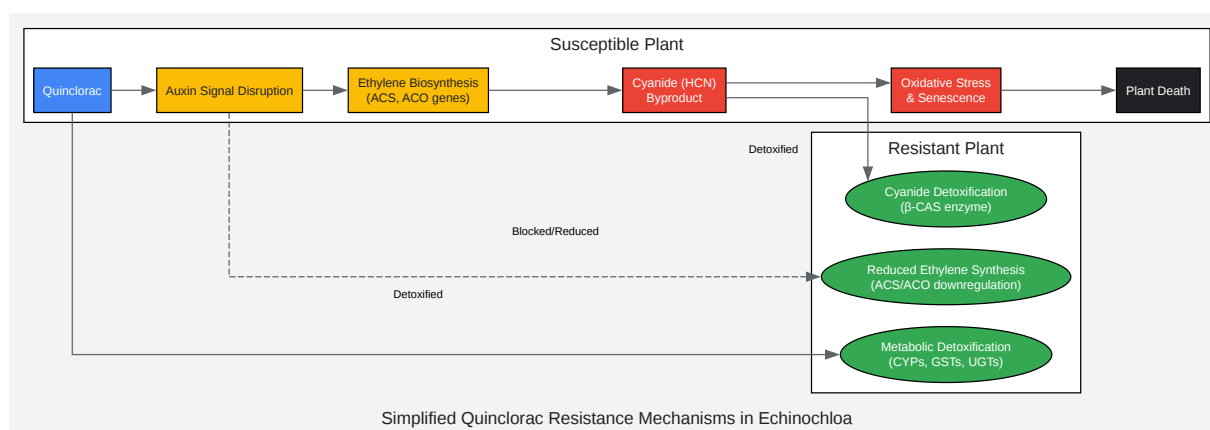 Susceptible Plant
Quinclorac
Auxin Signal Disruption
Ethylene Biosynthesis
(ACS, ACO genes)
Cyanide (HCN)
Byproduct
Oxidative Stress
& Senescence
Plant Death
Detoxified
Resistant Plant
Cyanide Detoxification
(β-CAS enzyme)
Blocked/Reduced
Reduced Ethylene Synthesis
(ACS/ACO downregulation)
Detoxified
Metabolic Detoxification
(CYPs, GSTs, UGTs)
Simplified Quinclorac Resistance Mechanisms in Echinochloa